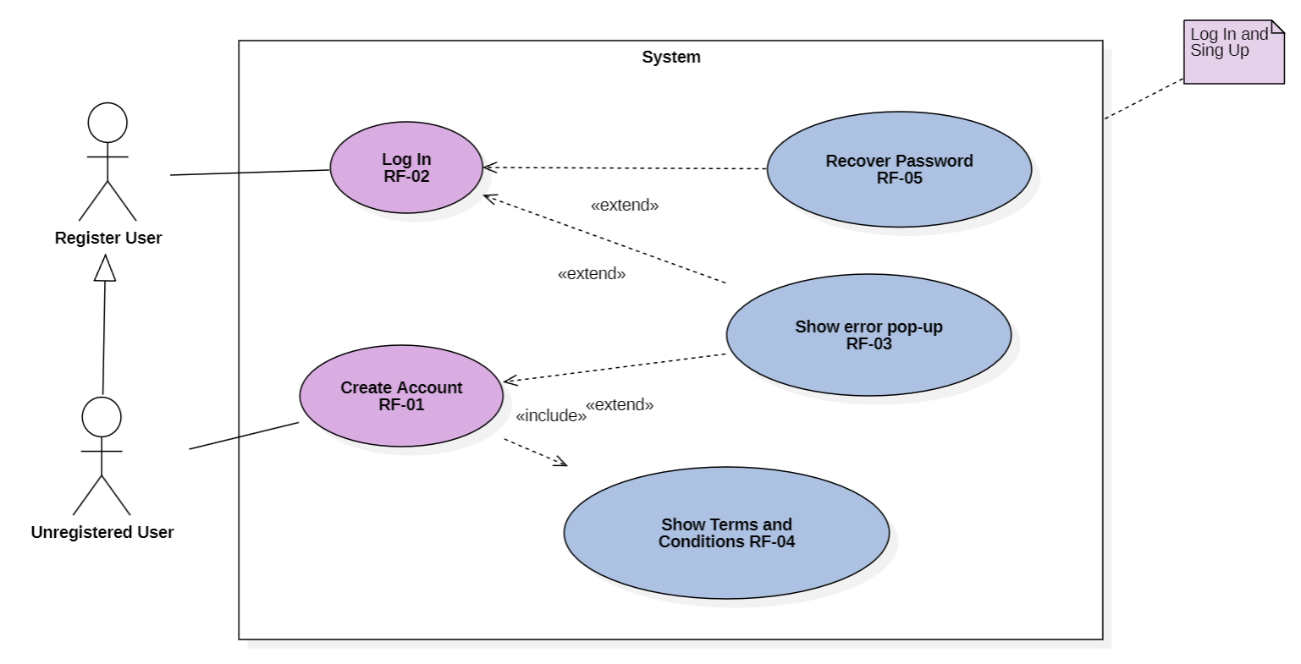 System
Log In and
Sing Up
Log In
RF-02
Recover Password
RF-05
«extend»
Register User
«extend»
Show error pop-up
RF-03
Create Account
RF-01
«extend»
«include»
Unregistered User
Show Terms and
Conditions RF-04